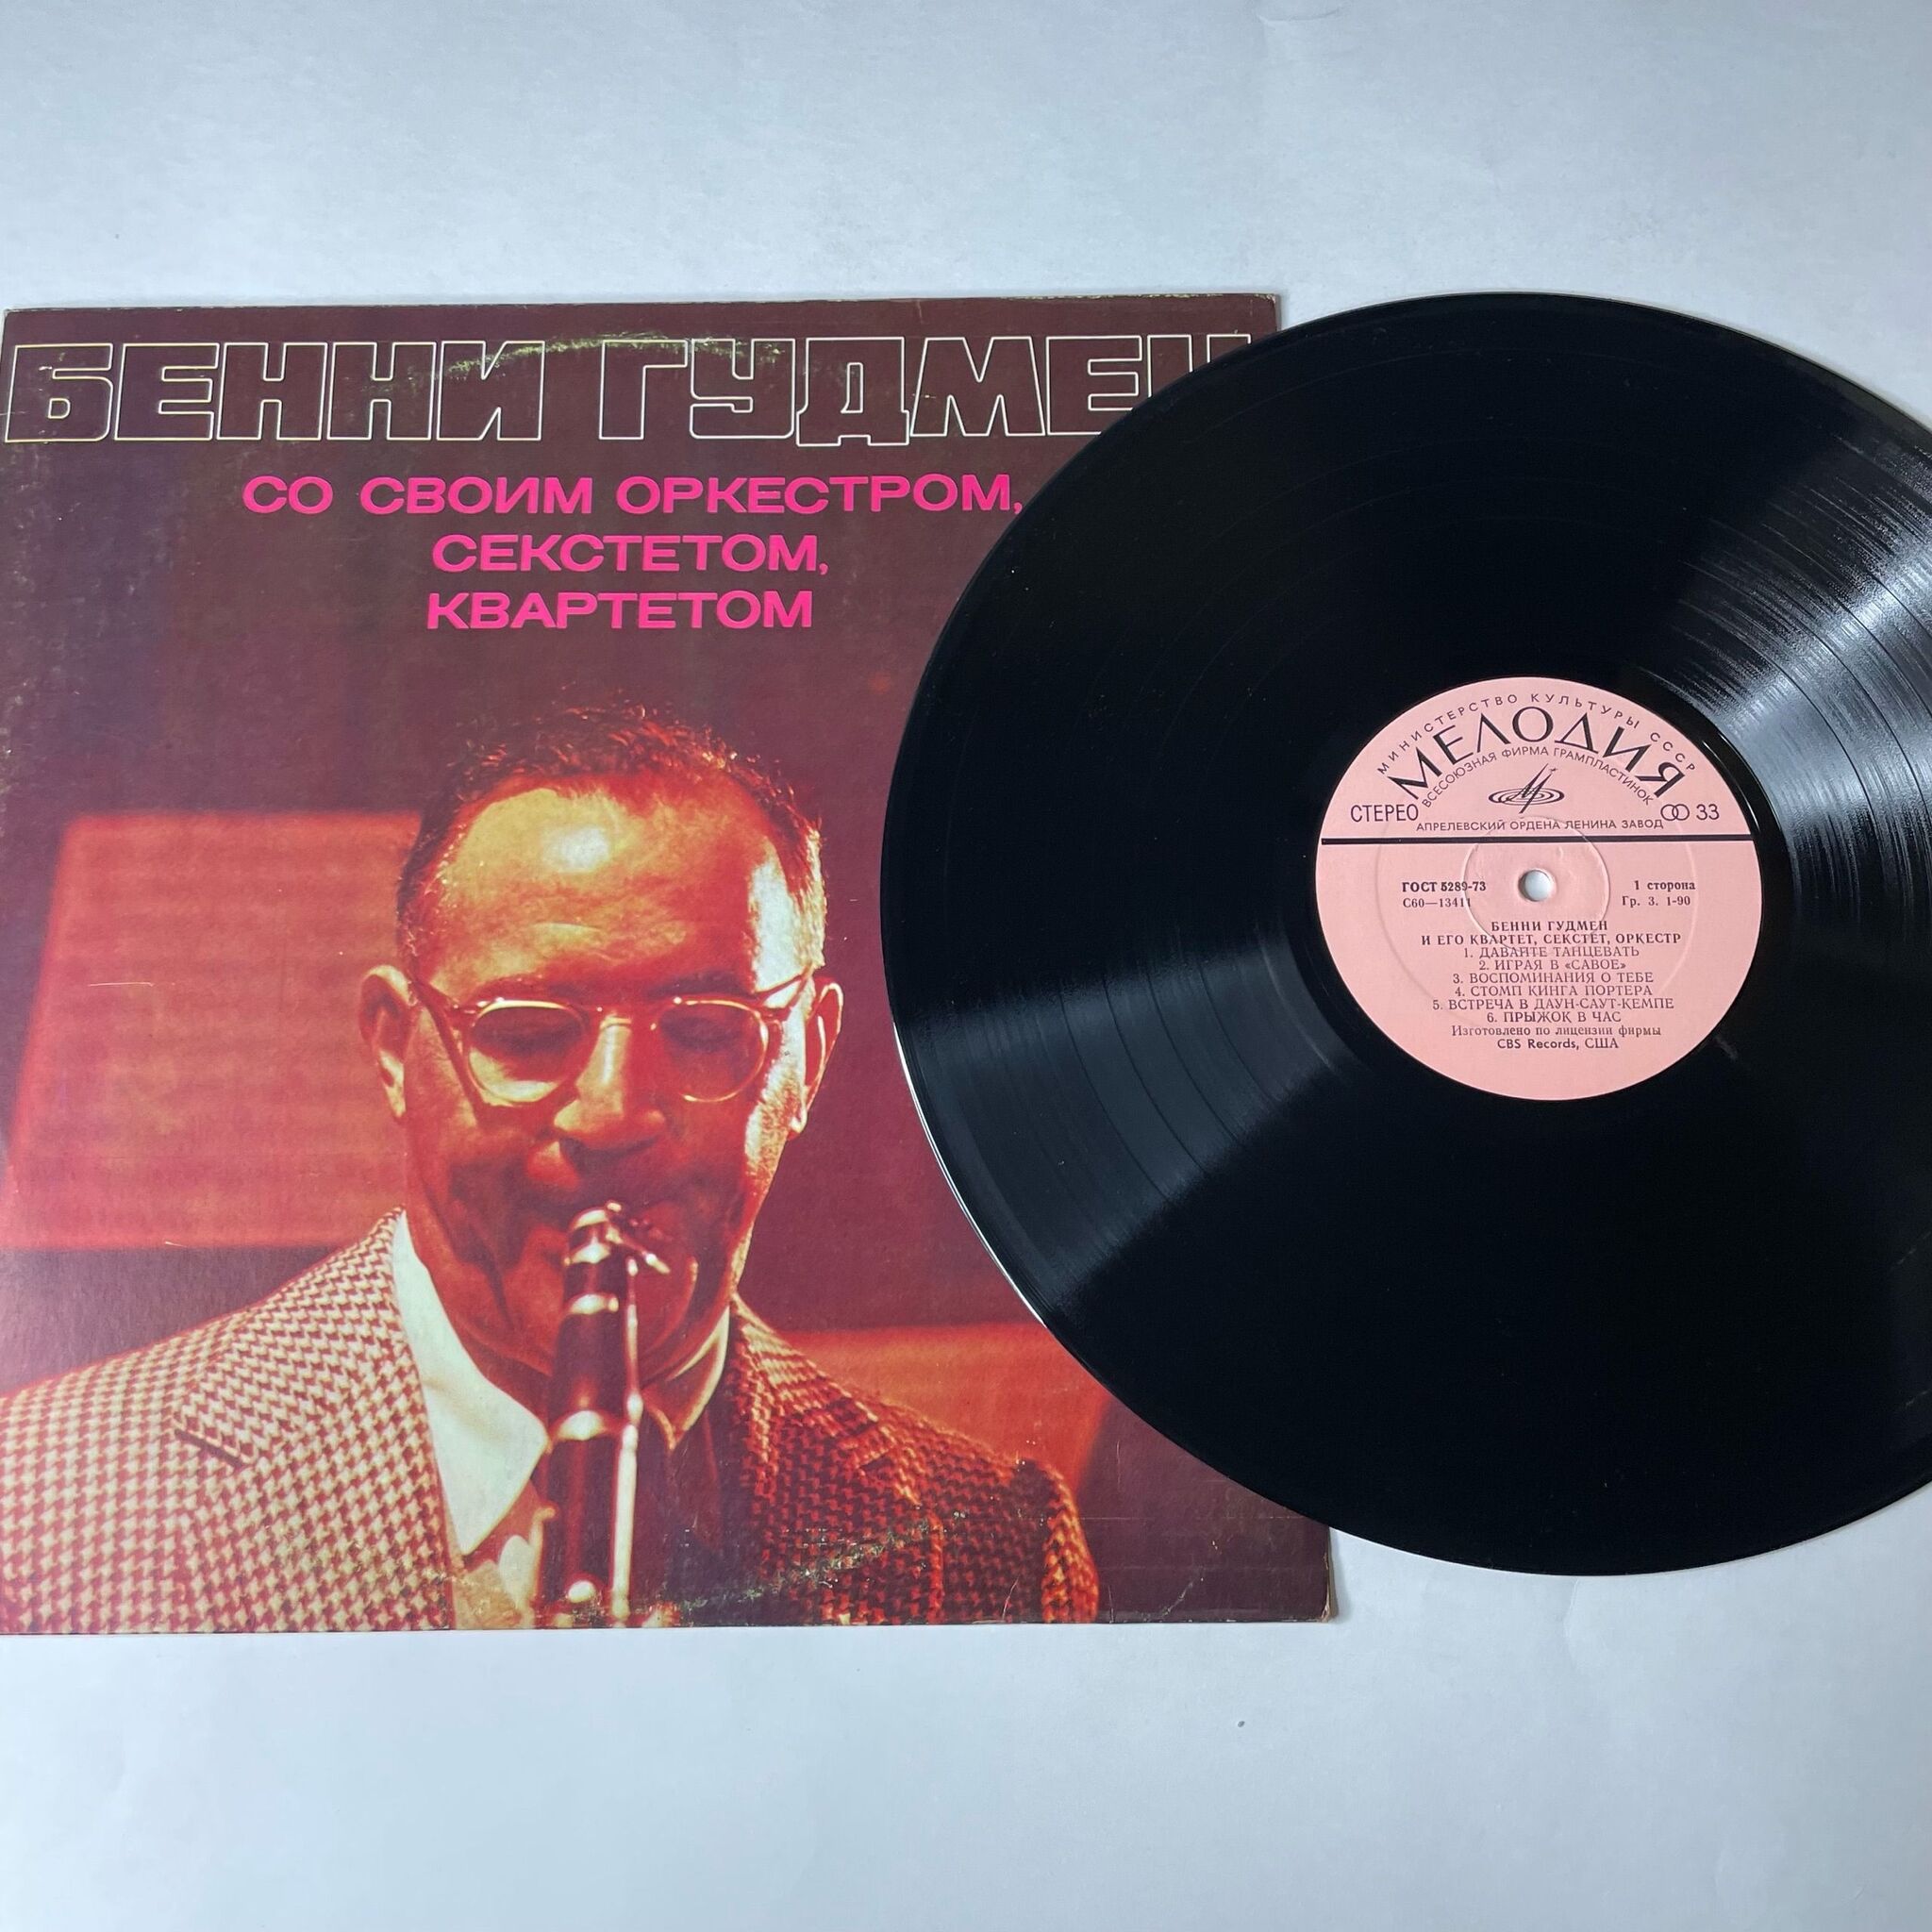 БЕННИ ГУДМЕН
СО СВОИМ ОРКЕСТРОМ,
СЕКСТЕТОМ,
КВАРТЕТОМ
МИНИСТЕРСТВО КУЛЬТУРЫ СССР
МЕЛОДИЯ
ВСЕСОЮЗНАЯ ФИРМА ГРАМПЛАСТИНОК
СТЕРЕО 33
АПРЕЛЕВСКИЙ ОРДЕНА ЛЕНИНА ЗАВОД
ГОСТ 5289-73 1 сторона
С60—13411 Гр. 3. 1-90
БЕННИ ГУДМЕН
И ЕГО КВАРТЕТ, СЕКСТЕТ, ОРКЕСТР
1. ДАВАЙТЕ ТАНЦЕВАТЬ
2. ИГРАЯ В «САВОЕ»
3. ВОСПОМИНАНИЯ О ТЕБЕ
4. СТОМП КИНГА ПОРТЕРА
5. ВСТРЕЧА В ДАУН-САУТ-КЕМПЕ
6. ПРЫЖОК В ЧАС
Изготовлено по лицензии фирмы
CBS Records, США